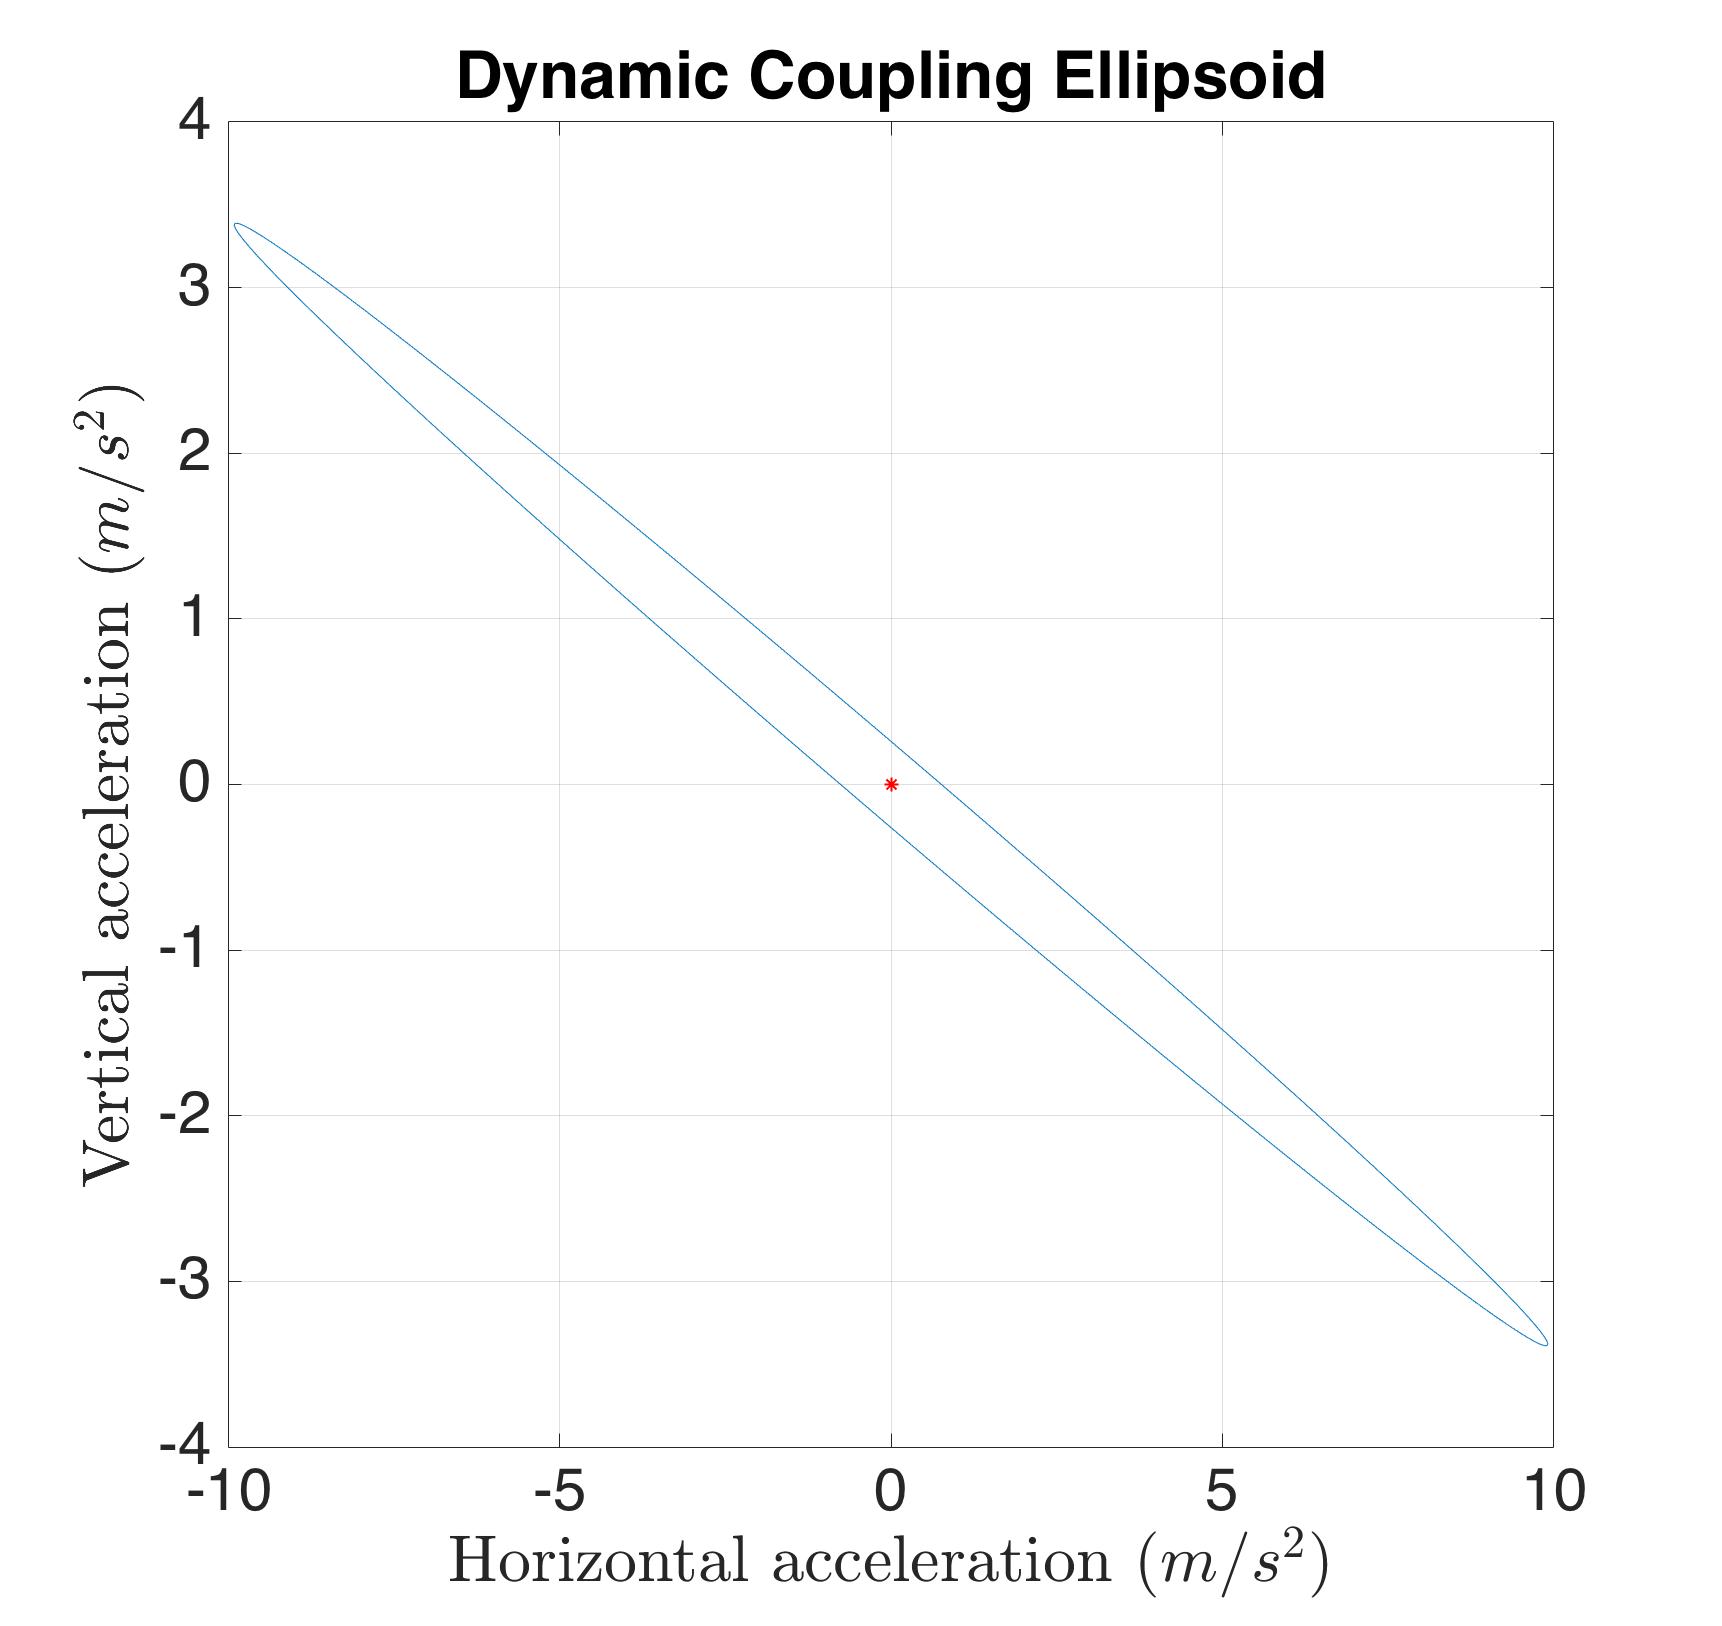 Dynamic Coupling Ellipsoid
4
3
2
1
0
-1
-2
-3
-4
Vertical acceleration (m/s²)
-10 -5 0 5 10
Horizontal acceleration (m/s²)